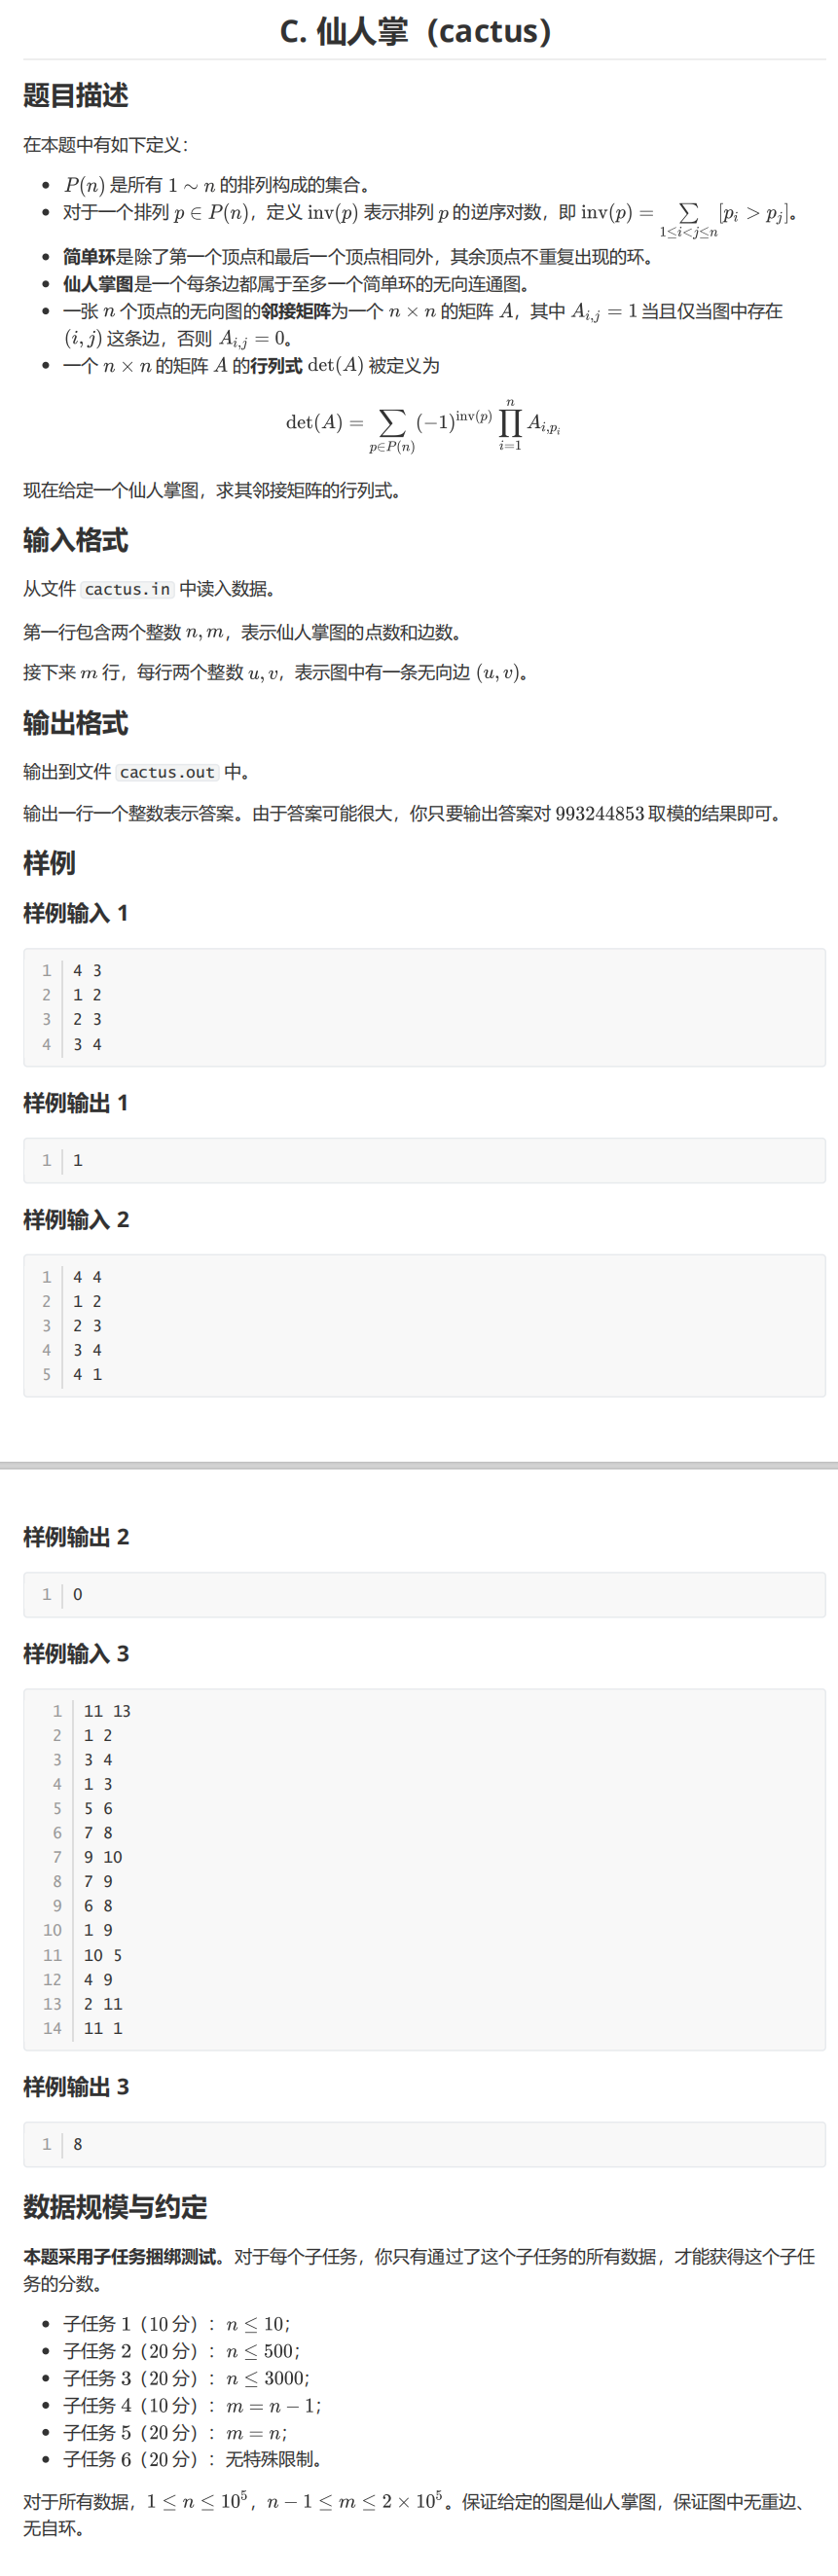 C. 仙人掌（cactus）
题目描述
在本题中有如下定义：
• P(n) 是所有 1 ∼ n 的排列构成的集合。
• 对于一个排列 p ∈ P(n)，定义 inv(p) 表示排列 p 的逆序对数，即 inv(p) = ∑_{1≤i<j≤n} [p_i > p_j]。
• 简单环是除了第一个顶点和最后一个顶点相同外，其余顶点不重复出现的环。
• 仙人掌图是一个每条边都属于至多一个简单环的无向连通图。
• 一张 n 个顶点的无向图的邻接矩阵为一个 n × n 的矩阵 A，其中 A_{i,j} = 1 当且仅当图中存在
(i, j) 这条边，否则 A_{i,j} = 0。
• 一个 n × n 的矩阵 A 的行列式 det(A) 被定义为
det(A) = ∑_{p∈P(n)} (−1)^{inv(p)} ∏_{i=1}^{n} A_{i,p_i}
现在给定一个仙人掌图，求其邻接矩阵的行列式。
输入格式
从文件 cactus.in 中读入数据。
第一行包含两个整数 n, m，表示仙人掌图的点数和边数。
接下来 m 行，每行两个整数 u, v，表示图中有一条无向边 (u, v)。
输出格式
输出到文件 cactus.out 中。
输出一行一个整数表示答案。由于答案可能很大，你只要输出答案对 993244853 取模的结果即可。
样例
样例输入 1
1 4 3
2 1 2
3 2 3
4 3 4
样例输出 1
1 1
样例输入 2
1 4 4
2 1 2
3 2 3
4 3 4
5 4 1
样例输出 2
1 0
样例输入 3
1 11 13
2 1 2
3 3 4
4 1 3
5 5 6
6 7 8
7 9 10
8 7 9
9 6 8
10 1 9
11 10 5
12 4 9
13 2 11
14 11 1
样例输出 3
1 8
数据规模与约定
本题采用子任务捆绑测试。对于每个子任务，你只有通过了这个子任务的所有数据，才能获得这个子任
务的分数。
• 子任务 1（10 分）：n ≤ 10；
• 子任务 2（20 分）：n ≤ 500；
• 子任务 3（20 分）：n ≤ 3000；
• 子任务 4（10 分）：m = n − 1；
• 子任务 5（20 分）：m = n；
• 子任务 6（20 分）：无特殊限制。
对于所有数据，1 ≤ n ≤ 10^5，n − 1 ≤ m ≤ 2 × 10^5。保证给定的图是仙人掌图，保证图中无重边、
无自环。